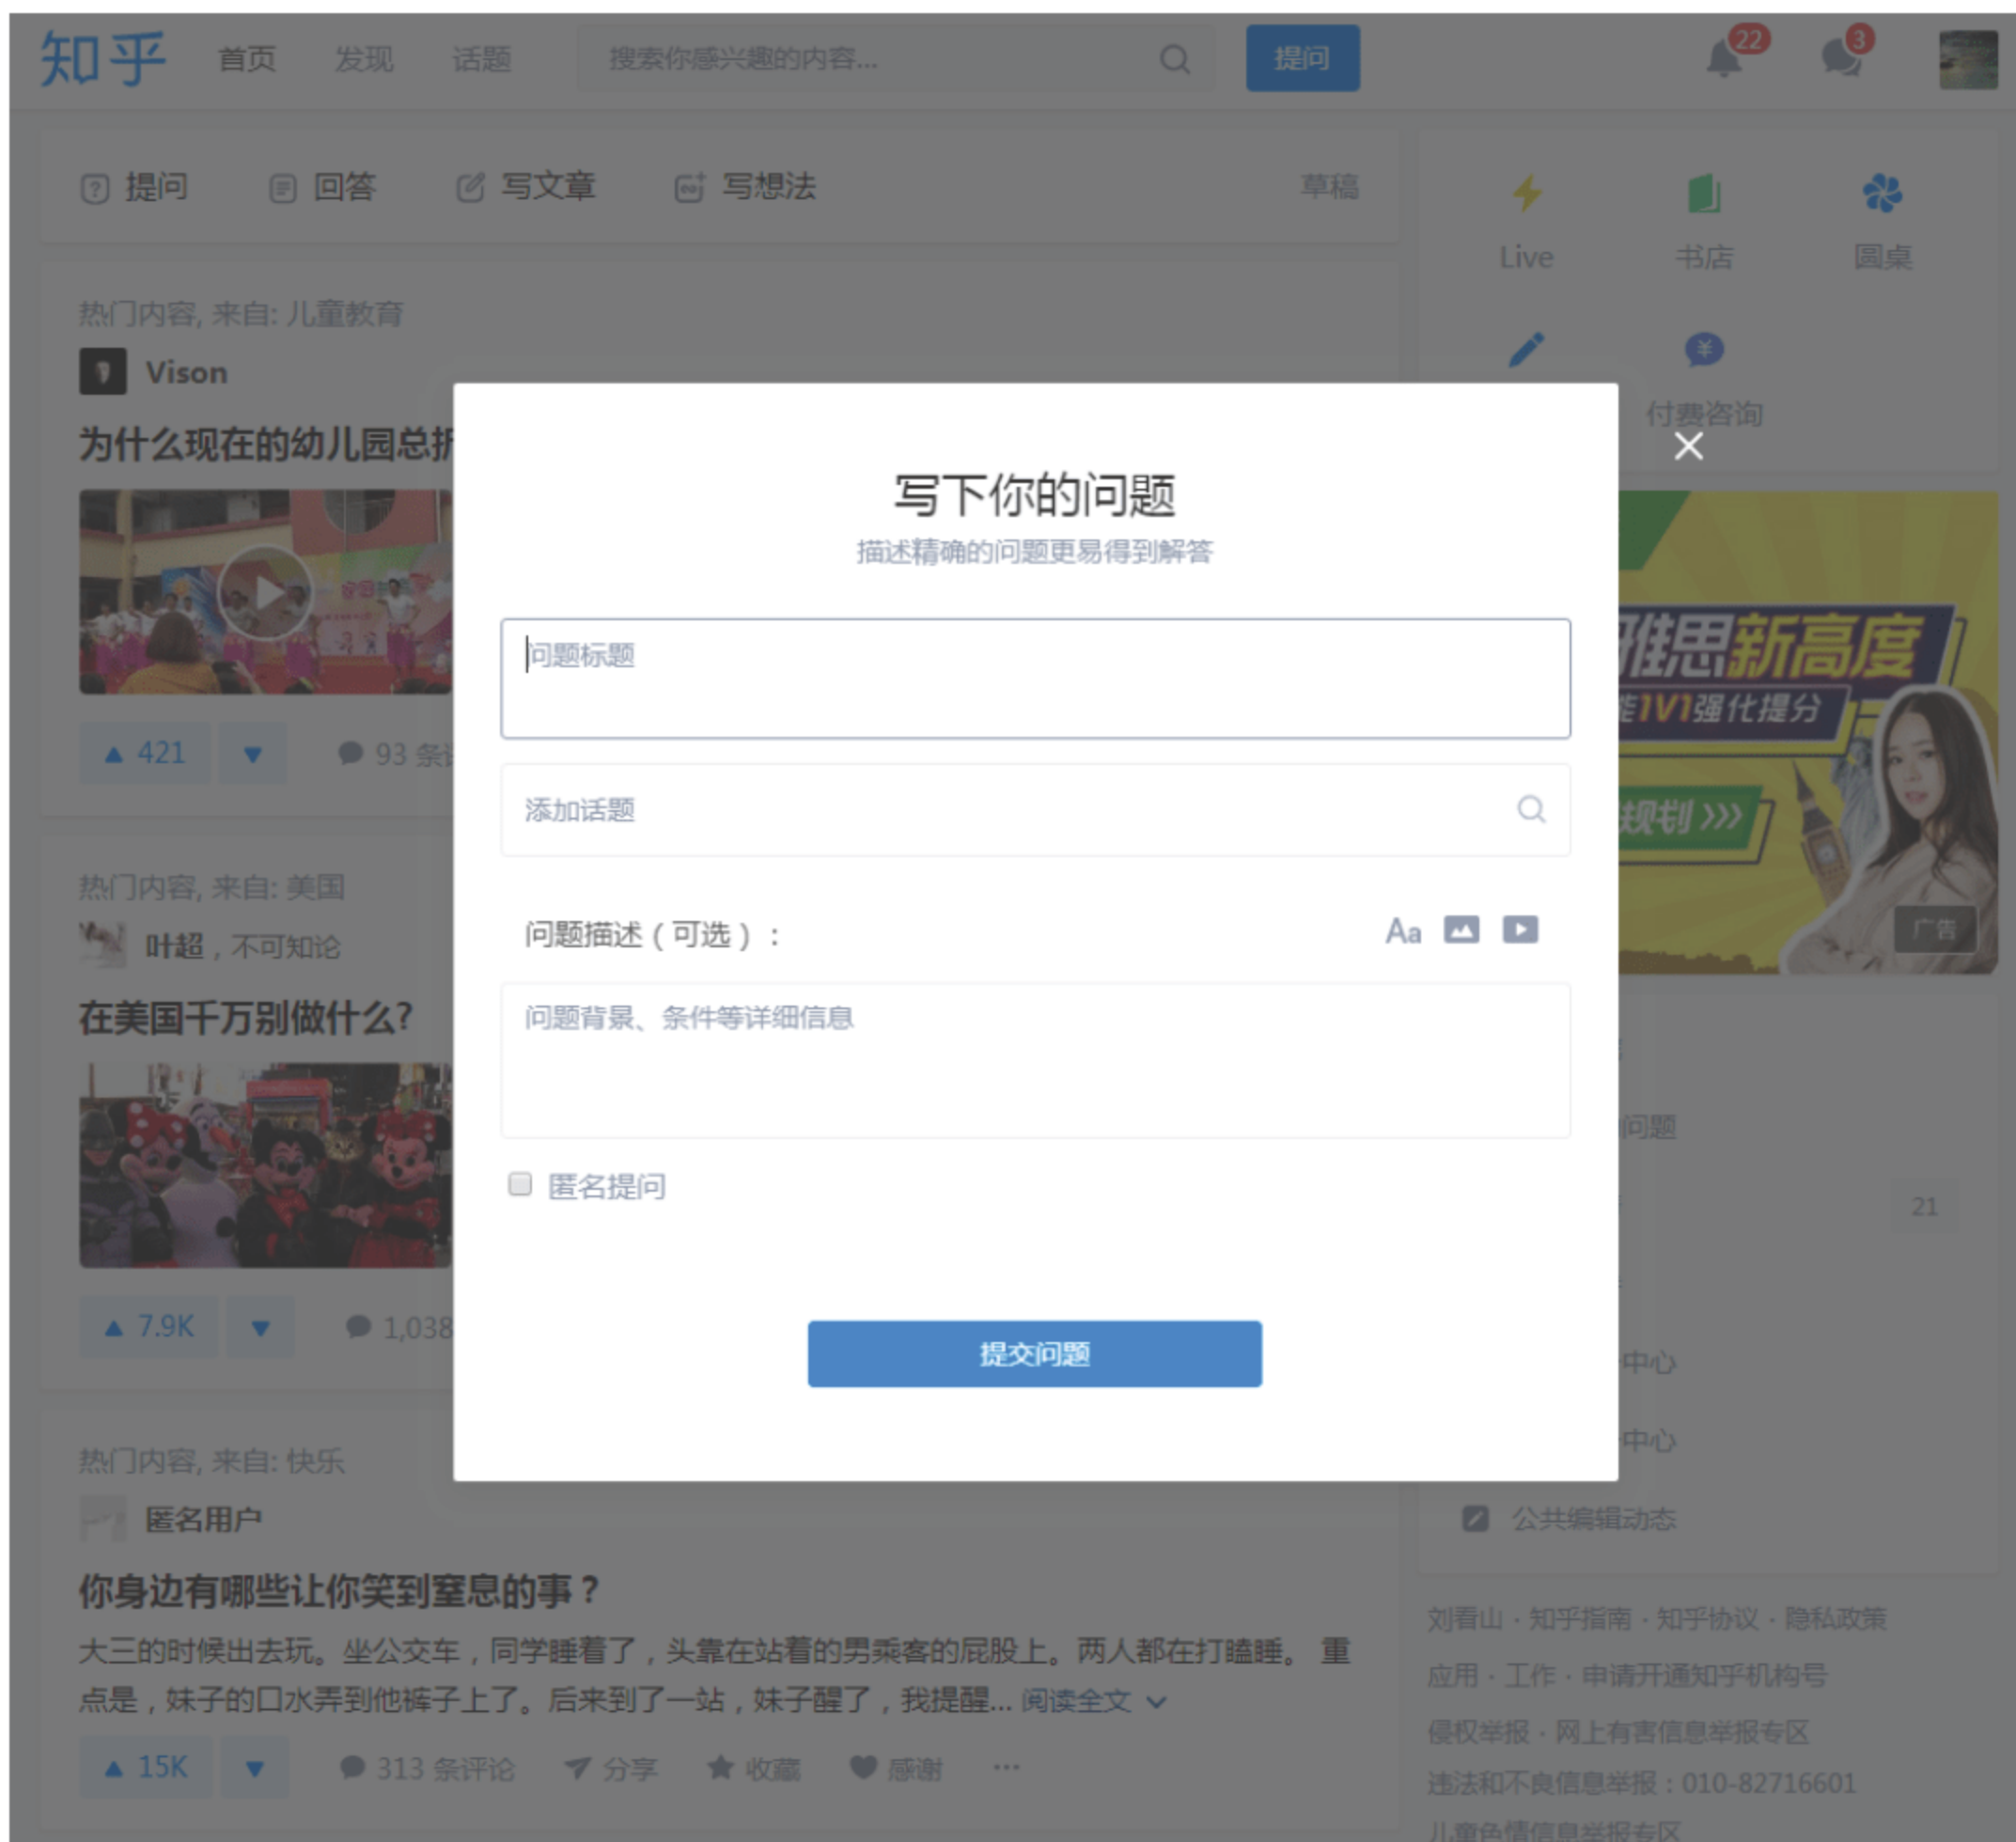 知乎 首页 发现 话题 搜索你感兴趣的内容... 提问 22 3
提问 回答 写文章 写想法 草稿
Live 书店 圆桌
付费咨询
热门内容, 来自: 儿童教育
Vison
为什么现在的幼儿园总
421 93 条
写下你的问题
描述精确的问题更易得到解答
问题标题
添加话题
问题描述（可选）：
Aa
问题背景、条件等详细信息
匿名提问
提交问题
雅思新高度
1V1强化提分
规划 >>>
广告
热门内容, 来自: 美国
叶超，不可知论
在美国千万别做什么?
7.9K 1,038
问题
21
中心
中心
公共编辑动态
热门内容, 来自: 快乐
匿名用户
你身边有哪些让你笑到窒息的事？
大三的时候出去玩。坐公交车，同学睡着了，头靠在站着的男乘客的屁股上。两人都在打瞌睡。 重
点是，妹子的口水弄到他裤子上了。后来到了一站，妹子醒了，我提醒... 阅读全文
15K 313 条评论 分享 收藏 感谢 ···
刘看山 · 知乎指南 · 知乎协议 · 隐私政策
应用 · 工作 · 申请开通知乎机构号
侵权举报 · 网上有害信息举报专区
违法和不良信息举报：010-82716601
儿童色情信息举报专区